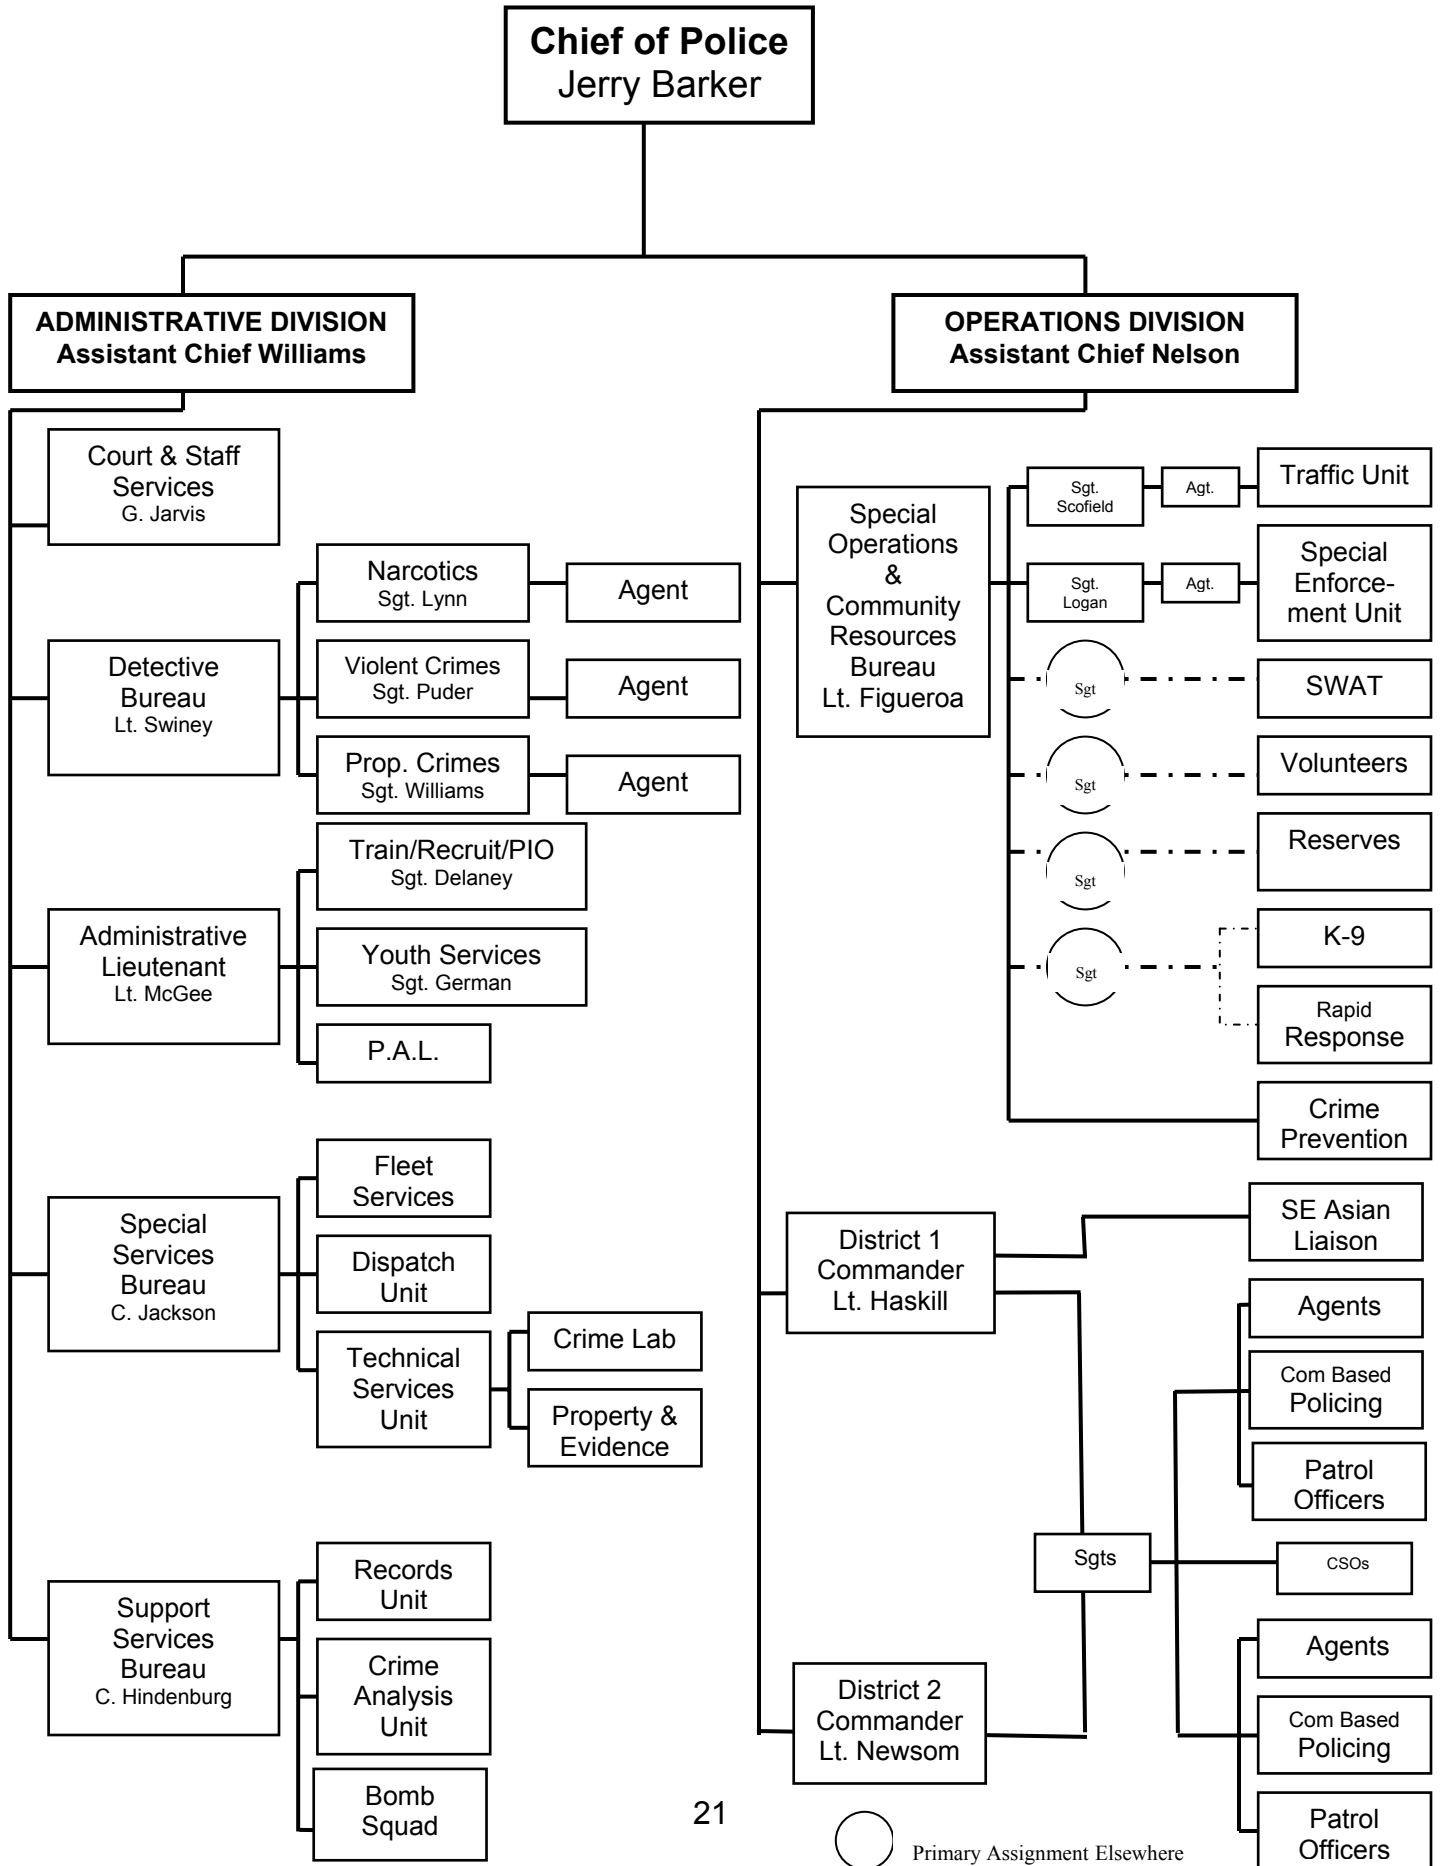 Chief of Police
Jerry Barker
ADMINISTRATIVE DIVISION
Assistant Chief Williams
Court & Staff
Services
G. Jarvis
Detective
Bureau
Lt. Swiney
Narcotics
Sgt. Lynn
Agent
Violent Crimes
Sgt. Puder
Agent
Prop. Crimes
Sgt. Williams
Agent
Administrative
Lieutenant
Lt. McGee
Train/Recruit/PIO
Sgt. Delaney
Youth Services
Sgt. German
P.A.L.
Special
Services
Bureau
C. Jackson
Fleet
Services
Dispatch
Unit
Technical
Services
Unit
Crime Lab
Property &
Evidence
Support
Services
Bureau
C. Hindenburg
Records
Unit
Crime
Analysis
Unit
Bomb
Squad
OPERATIONS DIVISION
Assistant Chief Nelson
Special
Operations
&
Community
Resources
Bureau
Lt. Figueroa
Sgt.
Scofield
Agt.
Traffic Unit
Sgt.
Logan
Agt.
Special
Enforce-
ment Unit
Sgt
SWAT
Sgt
Volunteers
Sgt
Reserves
Sgt
K-9
Rapid
Response
Crime
Prevention
District 1
Commander
Lt. Haskill
SE Asian
Liaison
Agents
Com Based
Policing
Patrol
Officers
Sgts
CSOs
District 2
Commander
Lt. Newsom
Agents
Com Based
Policing
Patrol
Officers
21
Primary Assignment Elsewhere